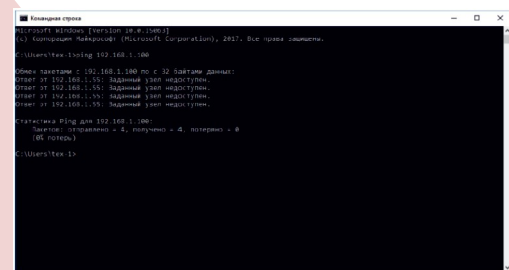 Командная строка
Microsoft Windows [Version 10.0.15063]
(c) Корпорация Майкрософт (Microsoft Corporation), 2017. Все права защищены.
C:\Users\tex-1>ping 192.168.1.100
Обмен пакетами с 192.168.1.100 по с 32 байтами данных:
Ответ от 192.168.1.55: Заданный узел недоступен.
Ответ от 192.168.1.55: Заданный узел недоступен.
Ответ от 192.168.1.55: Заданный узел недоступен.
Ответ от 192.168.1.55: Заданный узел недоступен.
Статистика Ping для 192.168.1.100:
Пакетов: отправлено = 4, получено = 4, потеряно = 0
(0% потерь)
C:\Users\tex-1>